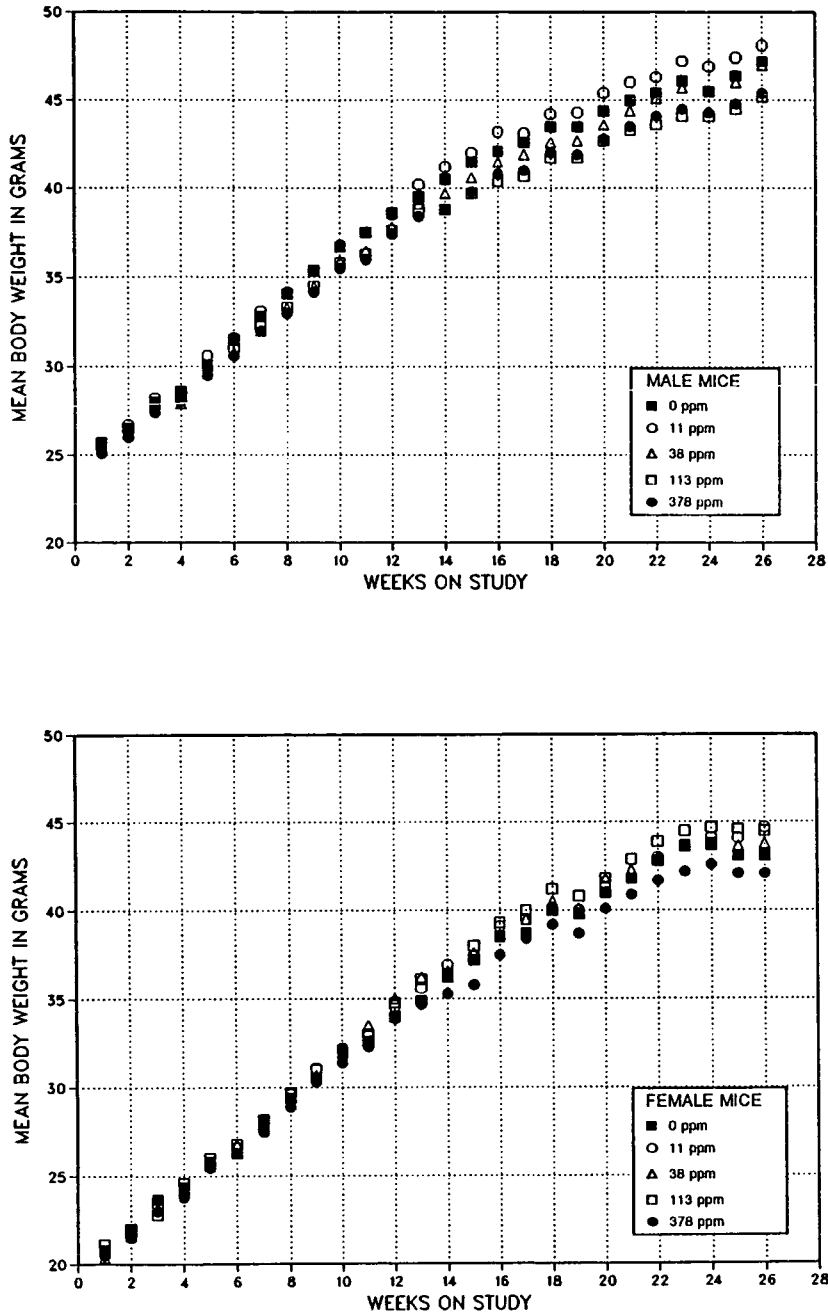 50
45
40
35
30
25
20
MEAN BODY WEIGHT IN GRAMS
MALE MICE
0 ppm
11 ppm
38 ppm
113 ppm
378 ppm
0 2 4 6 8 10 12 14 16 18 20 22 24 26 28
WEEKS ON STUDY
50
45
40
35
30
25
20
MEAN BODY WEIGHT IN GRAMS
FEMALE MICE
0 ppm
11 ppm
38 ppm
113 ppm
378 ppm
0 2 4 6 8 10 12 14 16 18 20 22 24 26 28
WEEKS ON STUDY